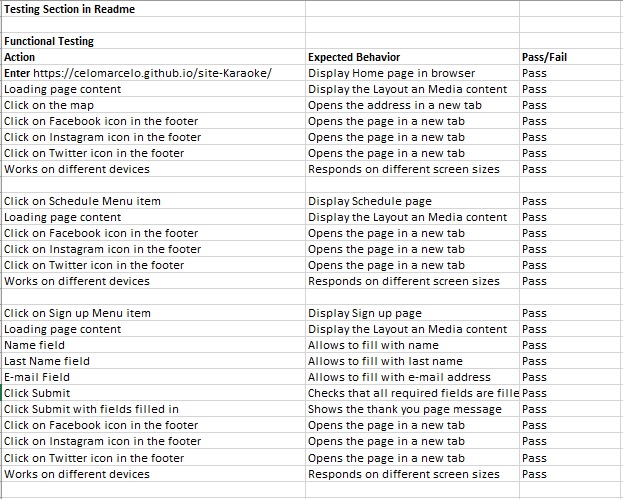 Testing Section in Readme
Functional Testing
Action Expected Behavior Pass/Fail
Enter https://celomarcelo.github.io/site-Karaoke/ Display Home page in browser Pass
Loading page content Display the Layout an Media content Pass
Click on the map Opens the address in a new tab Pass
Click on Facebook icon in the footer Opens the page in a new tab Pass
Click on Instagram icon in the footer Opens the page in a new tab Pass
Click on Twitter icon in the footer Opens the page in a new tab Pass
Works on different devices Responds on different screen sizes Pass
Click on Schedule Menu item Display Schedule page Pass
Loading page content Display the Layout an Media content Pass
Click on Facebook icon in the footer Opens the page in a new tab Pass
Click on Instagram icon in the footer Opens the page in a new tab Pass
Click on Twitter icon in the footer Opens the page in a new tab Pass
Works on different devices Responds on different screen sizes Pass
Click on Sign up Menu item Display Sign up page Pass
Loading page content Display the Layout an Media content Pass
Name field Allows to fill with name Pass
Last Name field Allows to fill with last name Pass
E-mail Field Allows to fill with e-mail address Pass
Click Submit Checks that all required fields are fille Pass
Click Submit with fields filled in Shows the thank you page message Pass
Click on Facebook icon in the footer Opens the page in a new tab Pass
Click on Instagram icon in the footer Opens the page in a new tab Pass
Click on Twitter icon in the footer Opens the page in a new tab Pass
Works on different devices Responds on different screen sizes Pass